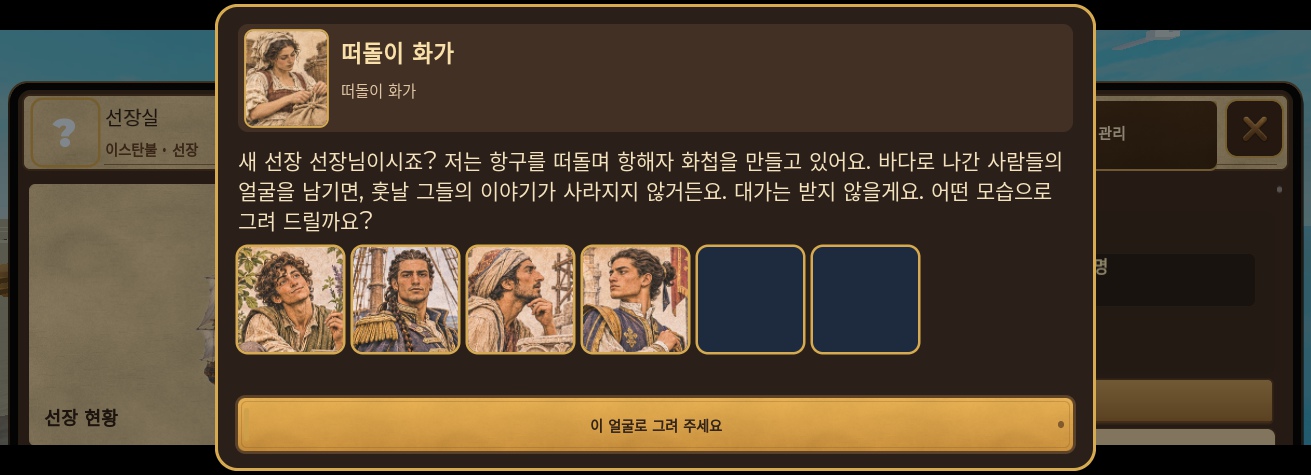 떠돌이 화가
떠돌이 화가
선장실
이스탄불 · 선장
관리
새 선장 선장님이시죠? 저는 항구를 떠돌며 항해자 화첩을 만들고 있어요. 바다로 나간 사람들의
얼굴을 남기면, 훗날 그들의 이야기가 사라지지 않거든요. 대가는 받지 않을게요. 어떤 모습으로
그려 드릴까요?
명
선장 현황
이 얼굴로 그려 주세요